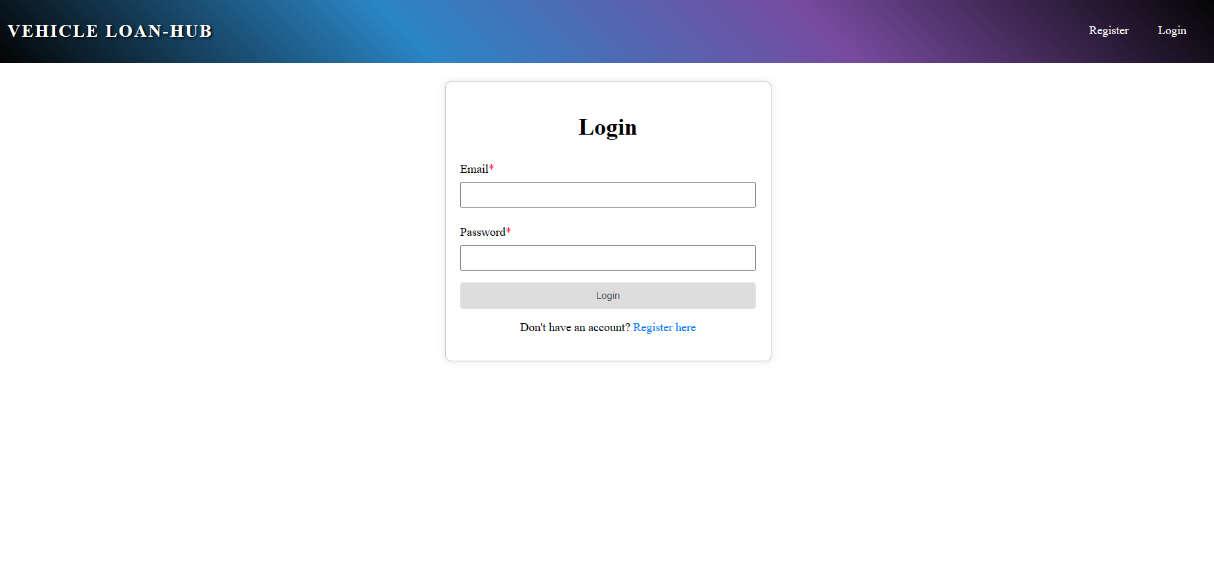 VEHICLE LOAN-HUB
Register
Login
Login
Email*
Password*
Login
Don't have an account? Register here